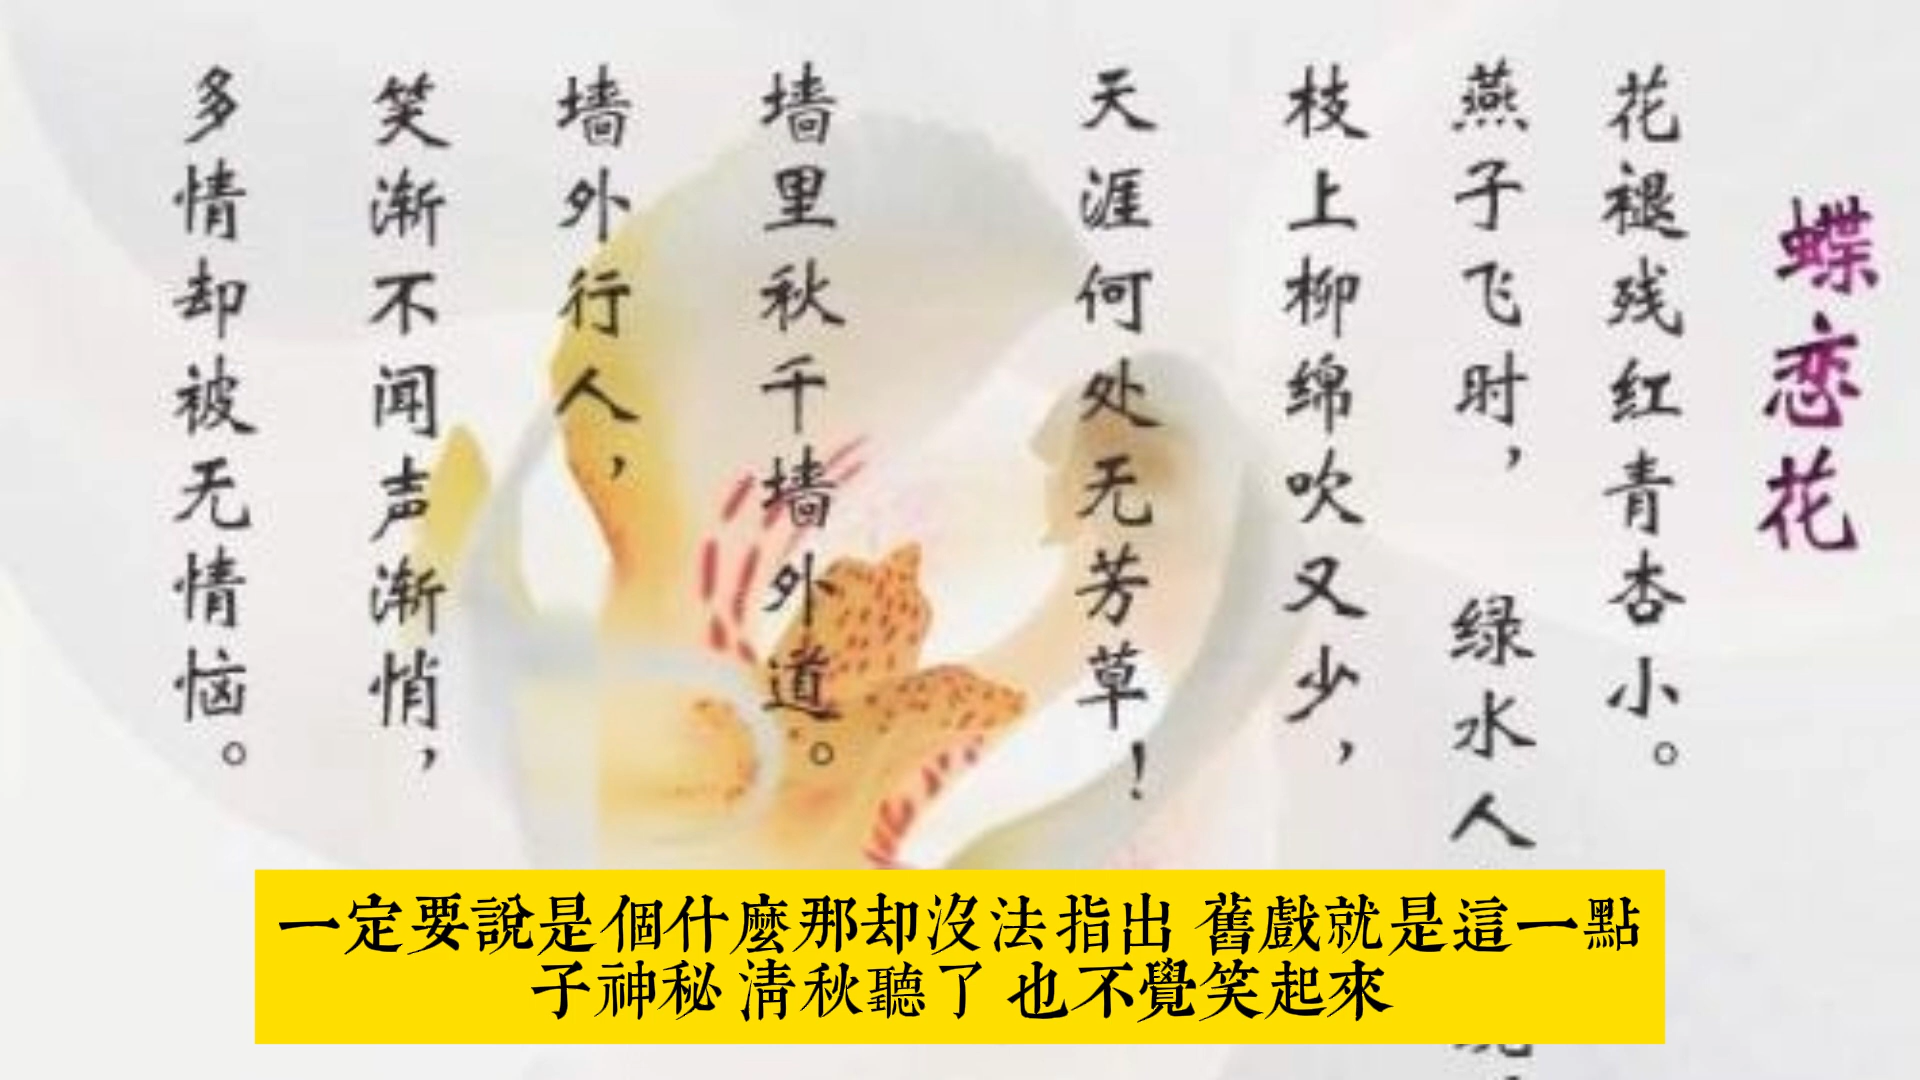 蝶恋花
花褪残红青杏小。
燕子飞时， 绿水人
枝上柳绵吹又少，
天涯何处无芳草！
墙里秋千墙外道。
墙外行人，
笑渐不闻声渐悄，
多情却被无情恼。
一定要說是個什麼那却沒法指出 舊戲就是這一點
子神秘 清秋聽了 也不覺笑起來